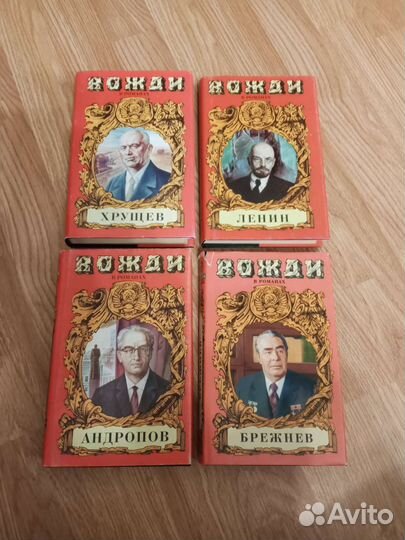 ВОЖДИ
В РОМАНАХ
ХРУЩЕВ
ВОЖДИ
В РОМАНАХ
ЛЕНИН
ВОЖДИ
В РОМАНАХ
АНДРОПОВ
ВОЖДИ
В РОМАНАХ
БРЕЖНЕВ
Avito